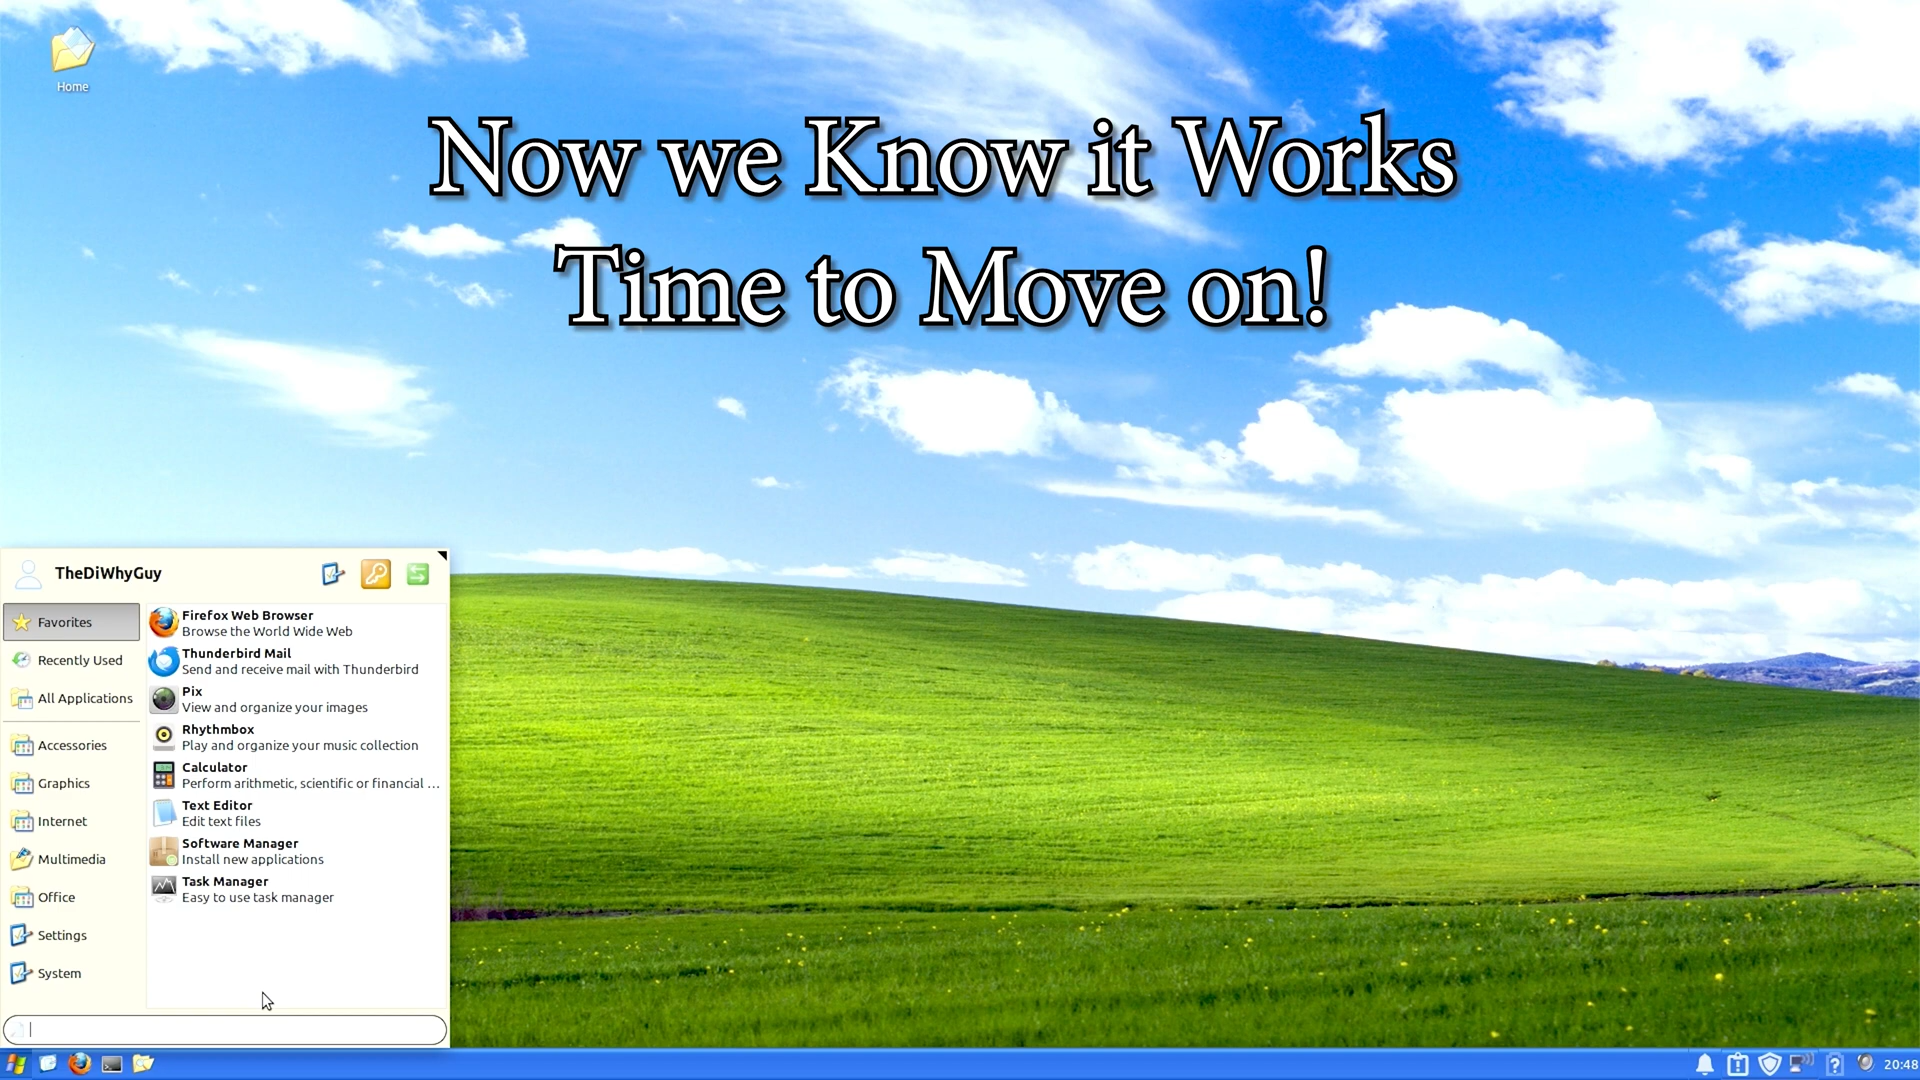 Home
Now we Know it Works
Time to Move on!
TheDiWhyGuy
Favorites
Recently Used
All Applications
Accessories
Graphics
Internet
Multimedia
Office
Settings
System
Firefox Web Browser
Browse the World Wide Web
Thunderbird Mail
Send and receive mail with Thunderbird
Pix
View and organize your images
Rhythmbox
Play and organize your music collection
Calculator
Perform arithmetic, scientific or financial ...
Text Editor
Edit text files
Software Manager
Install new applications
Task Manager
Easy to use task manager
20:48